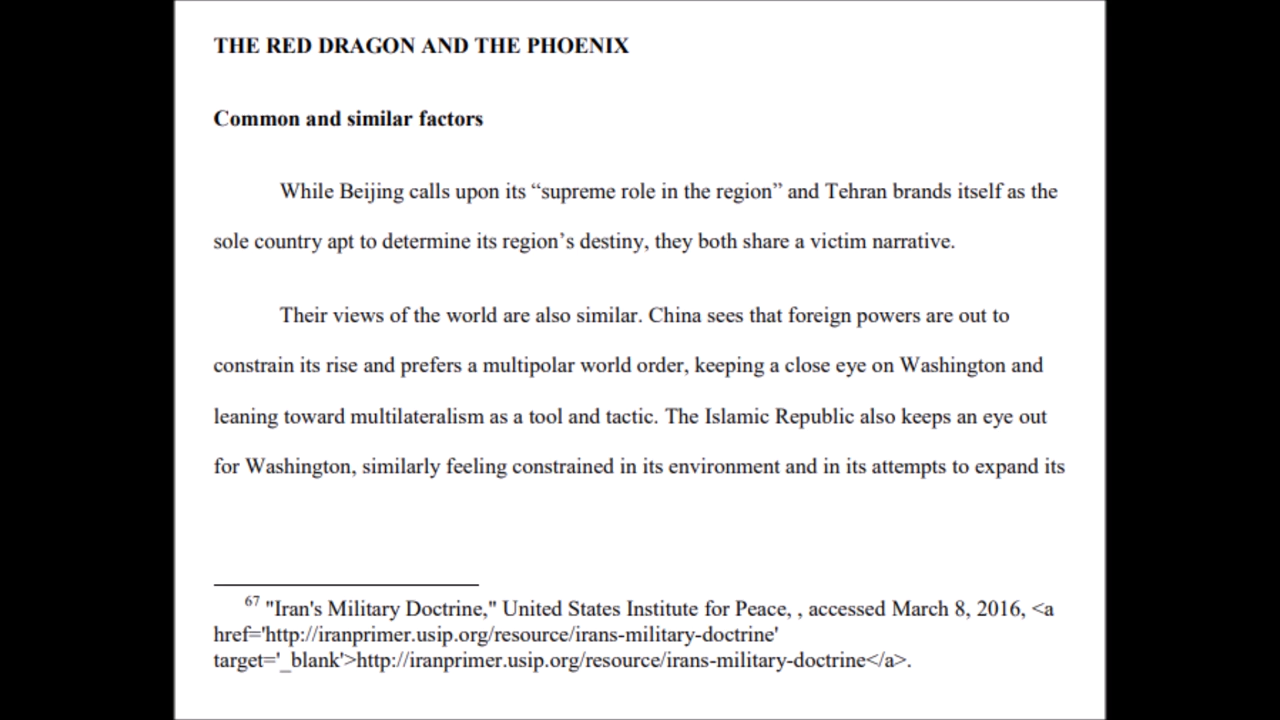 THE RED DRAGON AND THE PHOENIX
Common and similar factors
While Beijing calls upon its “supreme role in the region” and Tehran brands itself as the
sole country apt to determine its region’s destiny, they both share a victim narrative.
Their views of the world are also similar. China sees that foreign powers are out to
constrain its rise and prefers a multipolar world order, keeping a close eye on Washington and
leaning toward multilateralism as a tool and tactic. The Islamic Republic also keeps an eye out
for Washington, similarly feeling constrained in its environment and in its attempts to expand its
67 "Iran's Military Doctrine," United States Institute for Peace, , accessed March 8, 2016, <a
href='http://iranprimer.usip.org/resource/irans-military-doctrine'
target='_blank'>http://iranprimer.usip.org/resource/irans-military-doctrine</a>.